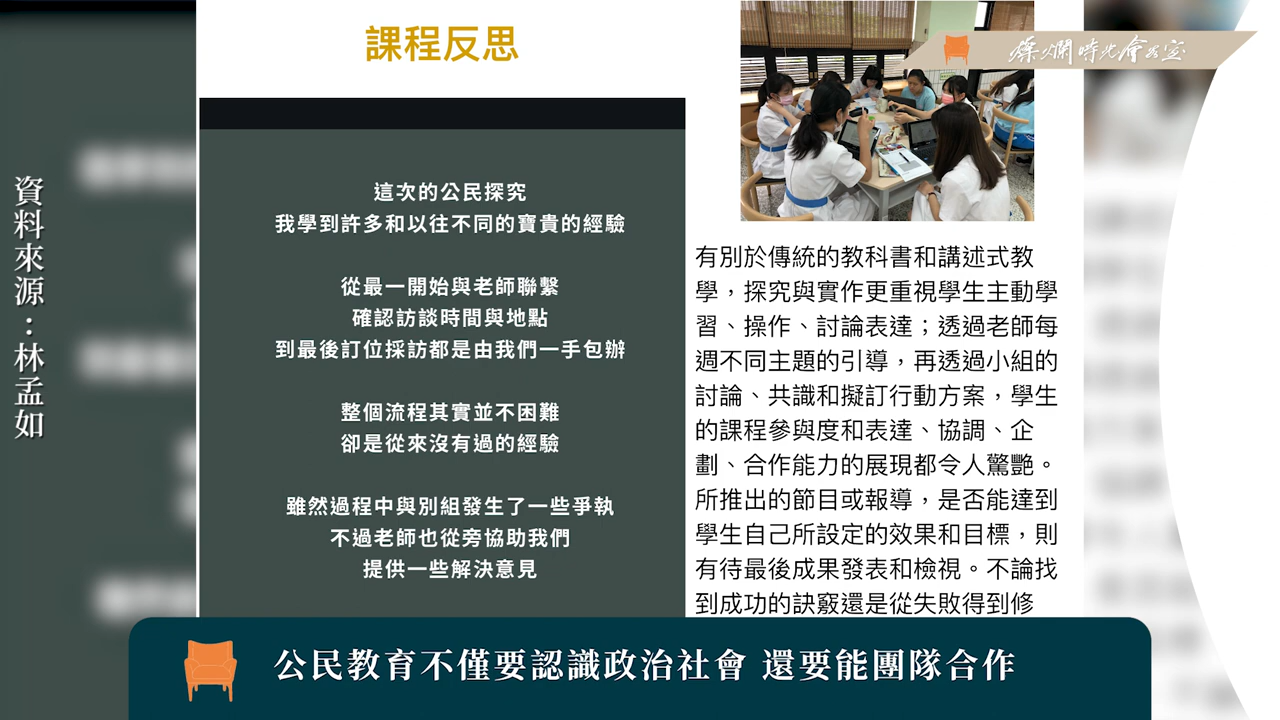 課程反思
燦爛時光會客室
資料來源：林孟如
這次的公民探究
我學到許多和以往不同的寶貴的經驗
從最一開始與老師聯繫
確認訪談時間與地點
到最後訂位採訪都是由我們一手包辦
整個流程其實並不困難
卻是從來沒有過的經驗
雖然過程中與別組發生了一些爭執
不過老師也從旁協助我們
提供一些解決意見
有別於傳統的教科書和講述式教
學，探究與實作更重視學生主動學
習、操作、討論表達；透過老師每
週不同主題的引導，再透過小組的
討論、共識和擬訂行動方案，學生
的課程參與度和表達、協調、企
劃、合作能力的展現都令人驚艷。
所推出的節目或報導，是否能達到
學生自己所設定的效果和目標，則
有待最後成果發表和檢視。不論找
到成功的訣竅還是從失敗得到修
公民教育不僅要認識政治社會 還要能團隊合作